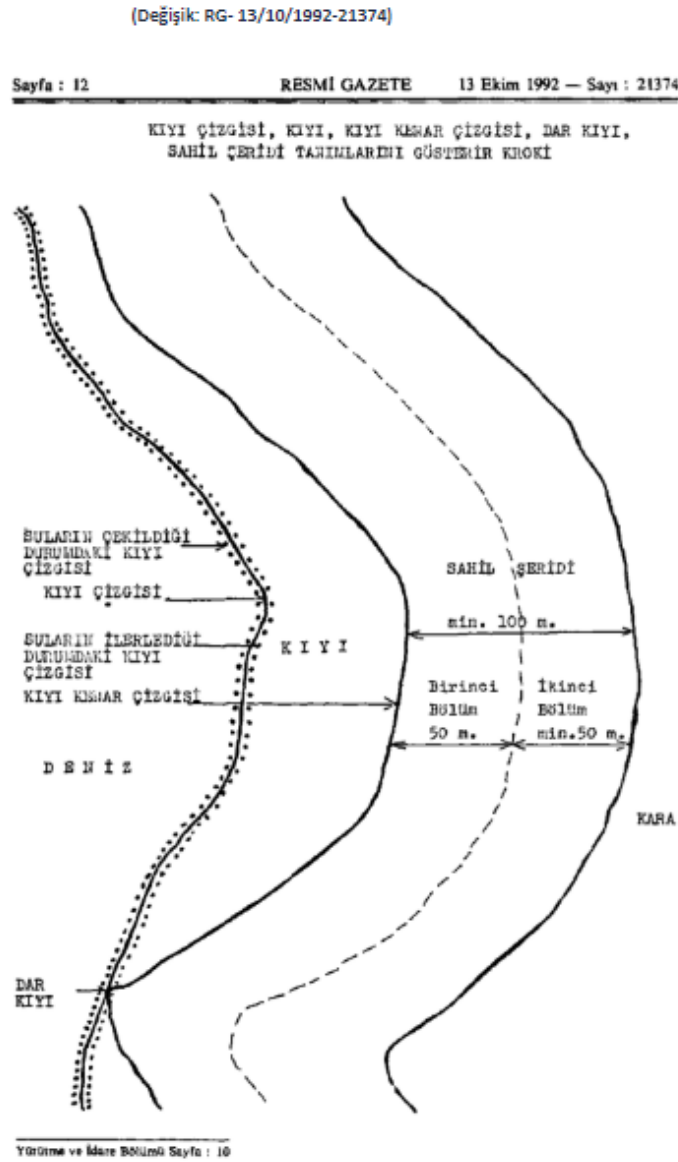 (Değişik: RG- 13/10/1992-21374)
Sayfa : 12 RESMÎ GAZETE 13 Ekim 1992 — Sayı : 21374
KIYI ÇİZGİSİ, KIYI, KIYI KENAR ÇİZGİSİ, DAR KIYI,
SAHİL ŞERİDİ TANIMLARINI GÖSTERİR KROKİ
SULARIN ÇEKİLDİĞİ
DURUMDAKİ KIYI
ÇİZGİSİ
KIYI ÇİZGİSİ
SULARIN İLERLEDİĞİ
DURUMDAKİ KIYI
ÇİZGİSİ
KIYI KENAR ÇİZGİSİ
KIYI
DENİZ
SAHİL ŞERİDİ
min. 100 m.
Birinci
Bölüm
50 m.
İkinci
Bölüm
min.50 m.
KARA
DAR
KIYI
Yürütme ve İdare Bölümü Sayfa : 10